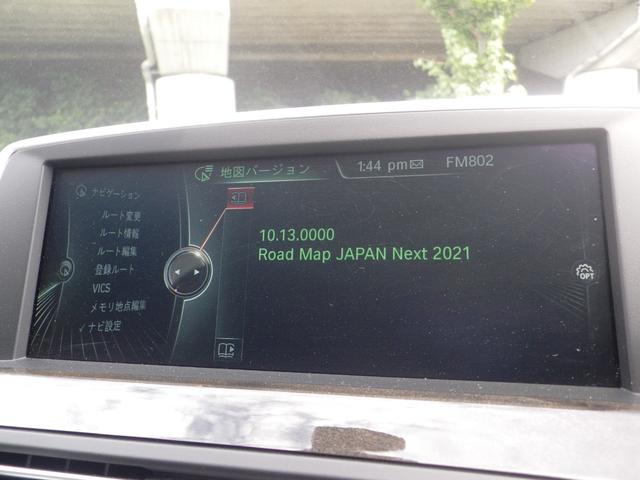 地図バージョン
1:44 pm
FM802
ナビゲーション
ルート変更
ルート情報
ルート編集
登録ルート
VICS
メモリ地点編集
ナビ設定
10.13.0000
Road Map JAPAN Next 2021
OPT